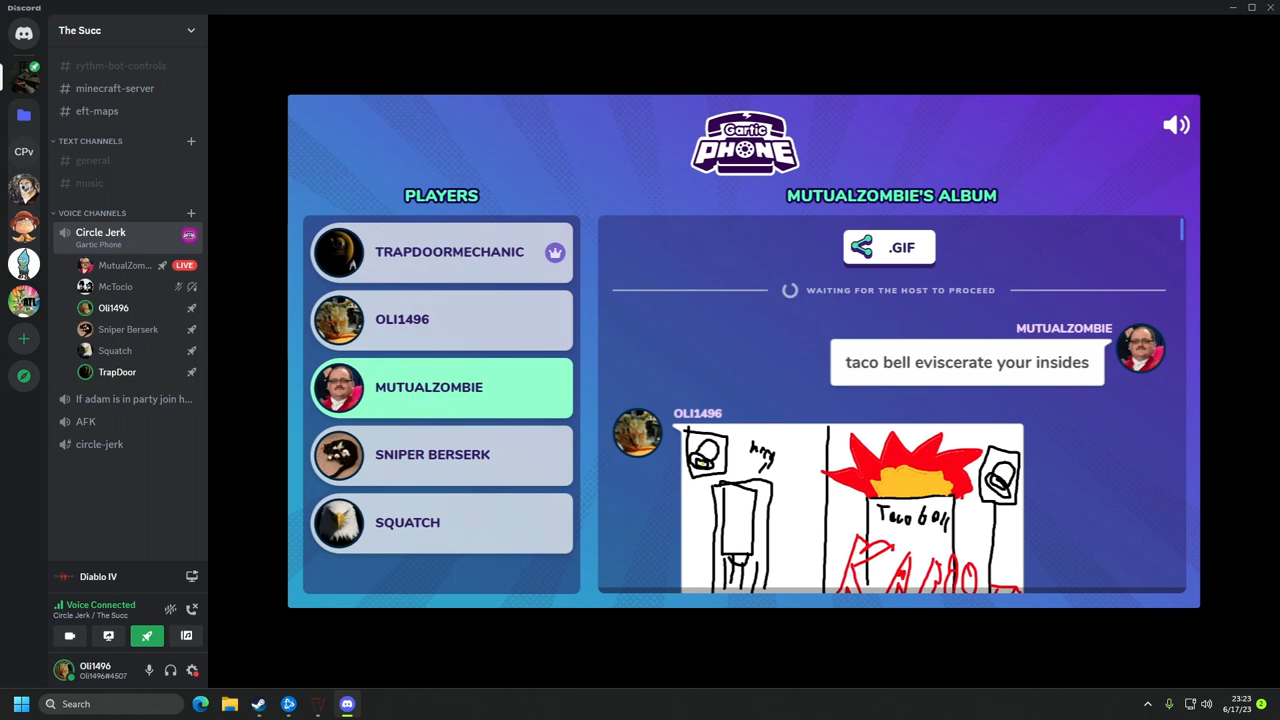 Discord
The Succ
rythm-bot-controls
minecraft-server
eft-maps
TEXT CHANNELS
general
music
VOICE CHANNELS
Circle Jerk
Gartic Phone
MutualZom... LIVE
McTocio
Oli1496
Sniper Berserk
Squatch
TrapDoor
If adam is in party join h...
AFK
circle-jerk
CPv
Diablo IV
Voice Connected
Circle Jerk / The Succ
Oli1496
Oli1496#4507
Gartic
PHONE
PLAYERS
TRAPDOORMECHANIC
OLI1496
MUTUALZOMBIE
SNIPER BERSERK
SQUATCH
MUTUALZOMBIE'S ALBUM
.GIF
WAITING FOR THE HOST TO PROCEED
MUTUALZOMBIE
taco bell eviscerate your insides
OLI1496
Taco bell
Search
23:23
6/17/23
2